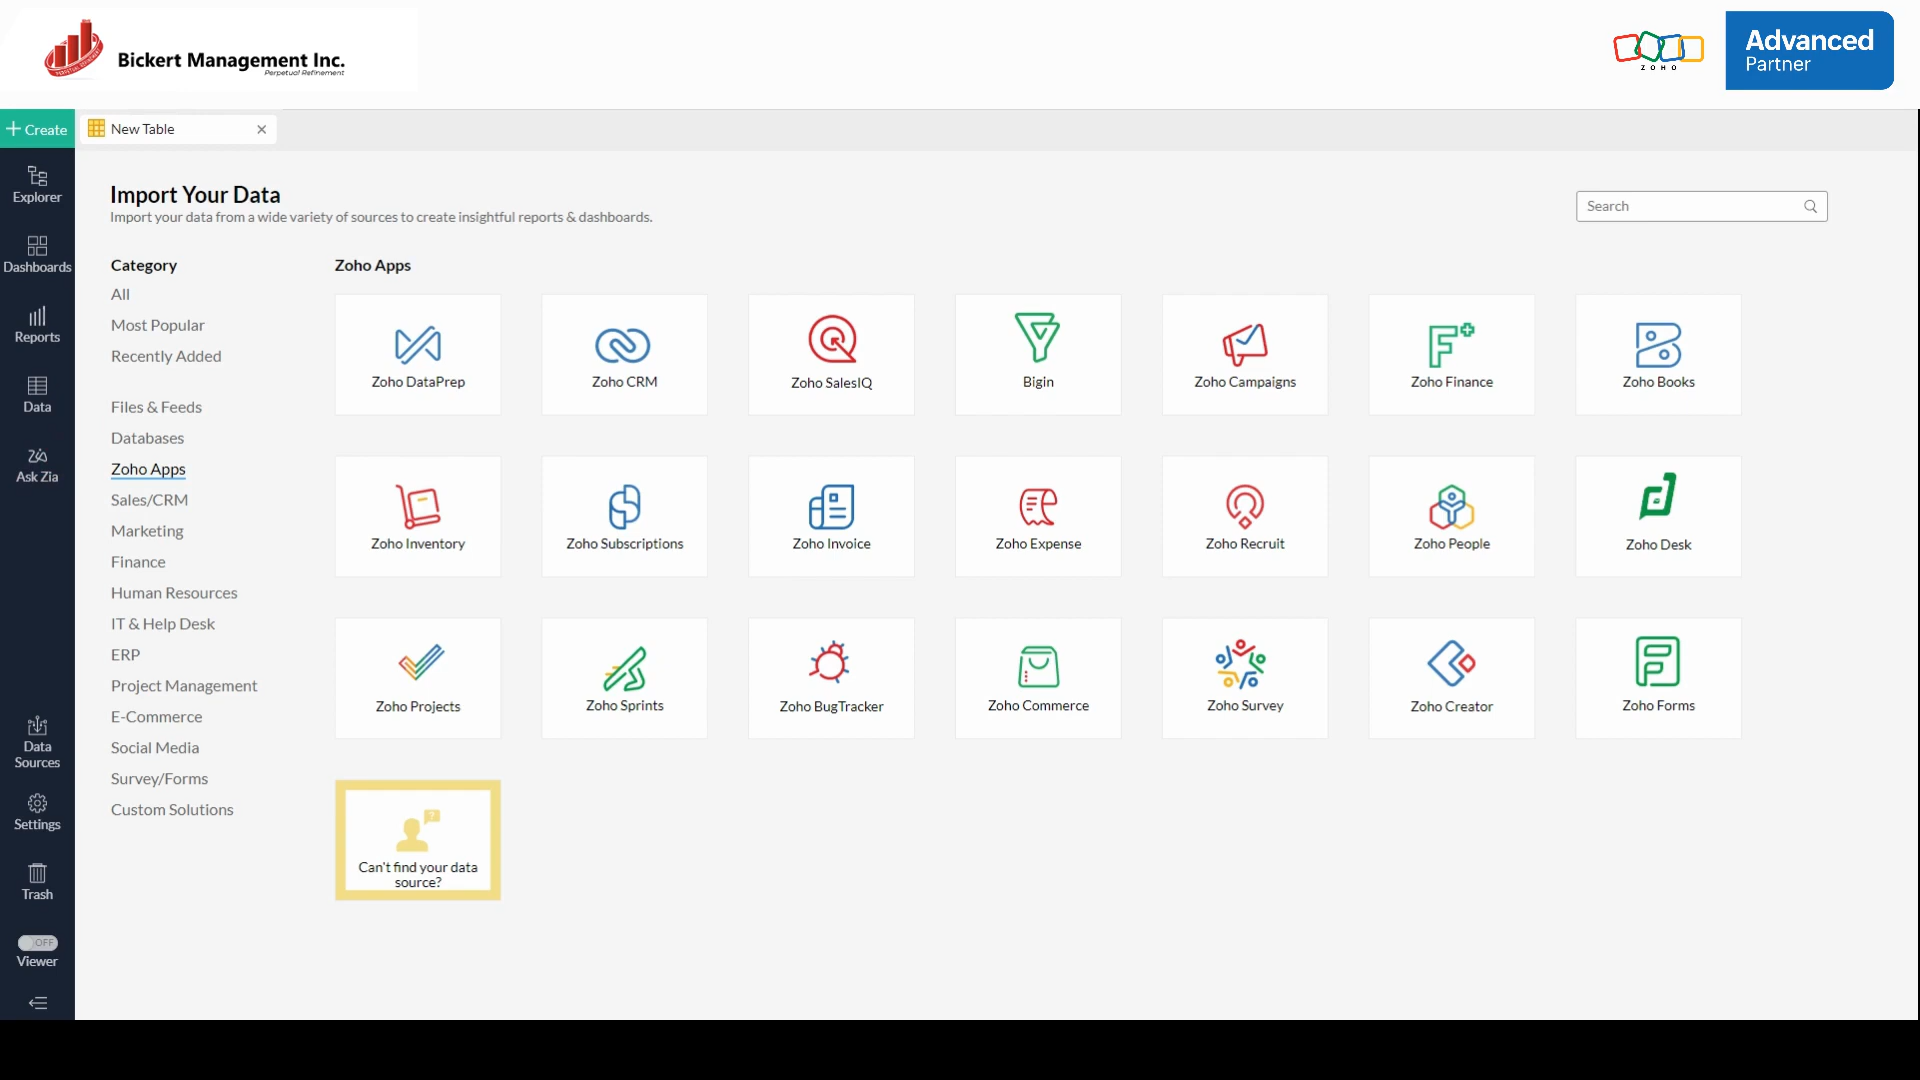 Bickert Management Inc.
Perpetual Refinement
ZOHO
Advanced
Partner
+ Create
New Table
Explorer
Dashboards
Reports
Data
Ask Zia
Data
Sources
Settings
Trash
OFF
Viewer
Import Your Data
Import your data from a wide variety of sources to create insightful reports & dashboards.
Search
Category
All
Most Popular
Recently Added
Files & Feeds
Databases
Zoho Apps
Sales/CRM
Marketing
Finance
Human Resources
IT & Help Desk
ERP
Project Management
E-Commerce
Social Media
Survey/Forms
Custom Solutions
Zoho Apps
Zoho DataPrep
Zoho CRM
Zoho SalesIQ
Bigin
Zoho Campaigns
Zoho Finance
Zoho Books
Zoho Inventory
Zoho Subscriptions
Zoho Invoice
Zoho Expense
Zoho Recruit
Zoho People
Zoho Desk
Zoho Projects
Zoho Sprints
Zoho BugTracker
Zoho Commerce
Zoho Survey
Zoho Creator
Zoho Forms
Can't find your data
source?